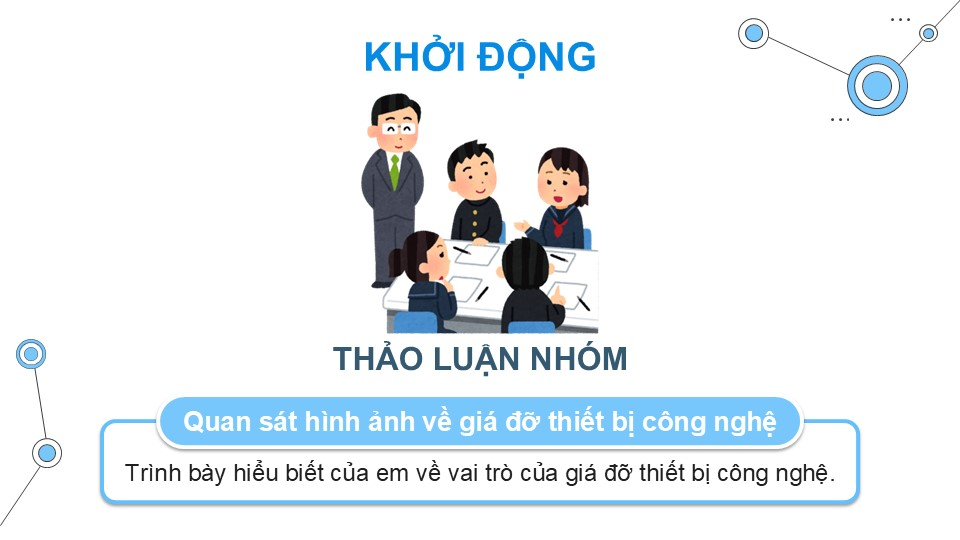 KHỞI ĐỘNG
THẢO LUẬN NHÓM
Quan sát hình ảnh về giá đỡ thiết bị công nghệ
Trình bày hiểu biết của em về vai trò của giá đỡ thiết bị công nghệ.